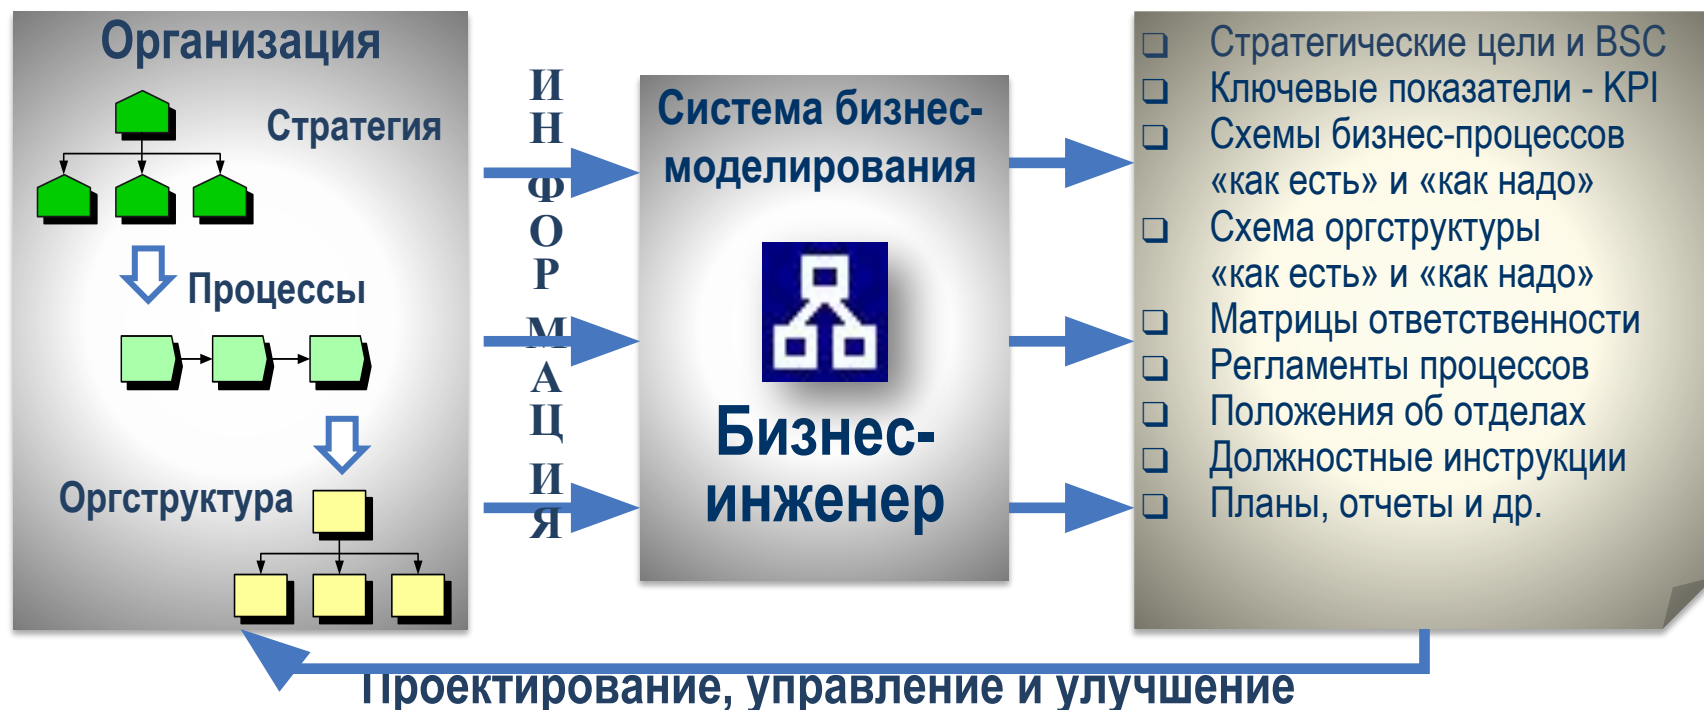 Организация
Стратегия
Процессы
Оргструктура
ИНФОРМАЦИЯ
Система бизнес-
моделирования
Бизнес-
инженер
❑ Стратегические цели и BSC
❑ Ключевые показатели - KPI
❑ Схемы бизнес-процессов
«как есть» и «как надо»
❑ Схема оргструктуры
«как есть» и «как надо»
❑ Матрицы ответственности
❑ Регламенты процессов
❑ Положения об отделах
❑ Должностные инструкции
❑ Планы, отчеты и др.
Проектирование, управление и улучшение